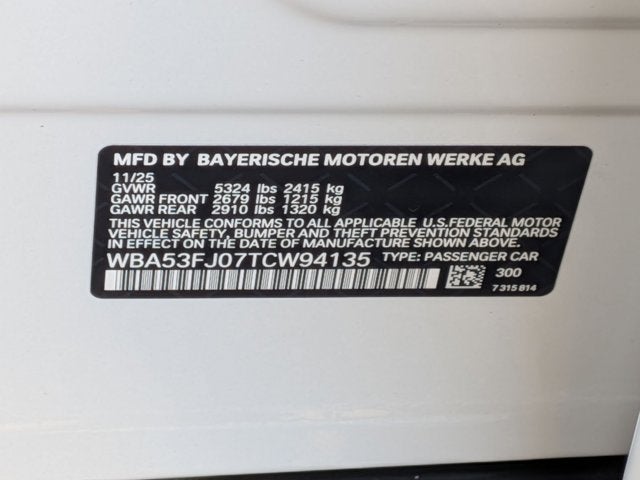 MFD BY BAYERISCHE MOTOREN WERKE AG
11/25
GVWR 5324 lbs 2415 kg
GAWR FRONT 2679 lbs 1215 kg
GAWR REAR 2910 lbs 1320 kg
THIS VEHICLE CONFORMS TO ALL APPLICABLE U.S.FEDERAL MOTOR
VEHICLE SAFETY, BUMPER AND THEFT PREVENTION STANDARDS
IN EFFECT ON THE DATE OF MANUFACTURE SHOWN ABOVE.
WBA53FJ07TCW94135 TYPE: PASSENGER CAR
300
7 315 814